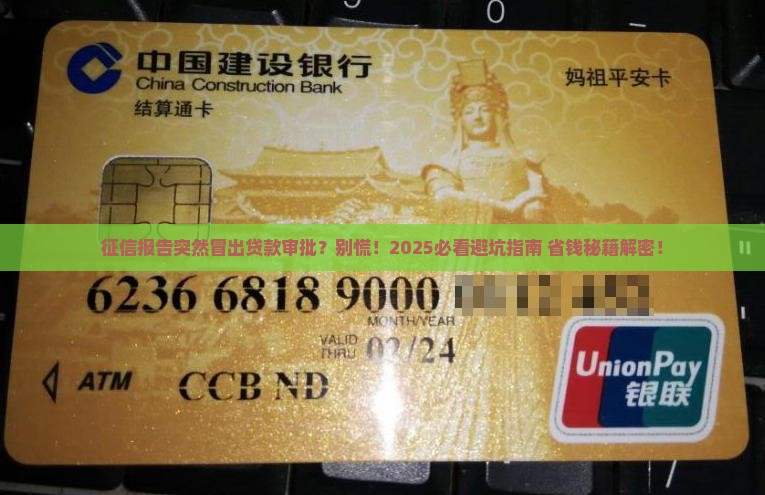 中国建设银行
China Construction Bank
结算通卡
妈祖平安卡
征信报告突然冒出贷款审批？别慌！2025必看避坑指南 省钱秘籍解密！
6236 6818 9000
MONTH/YEAR
VALID THRU 02/24
ATM CCB ND
UnionPay
银联